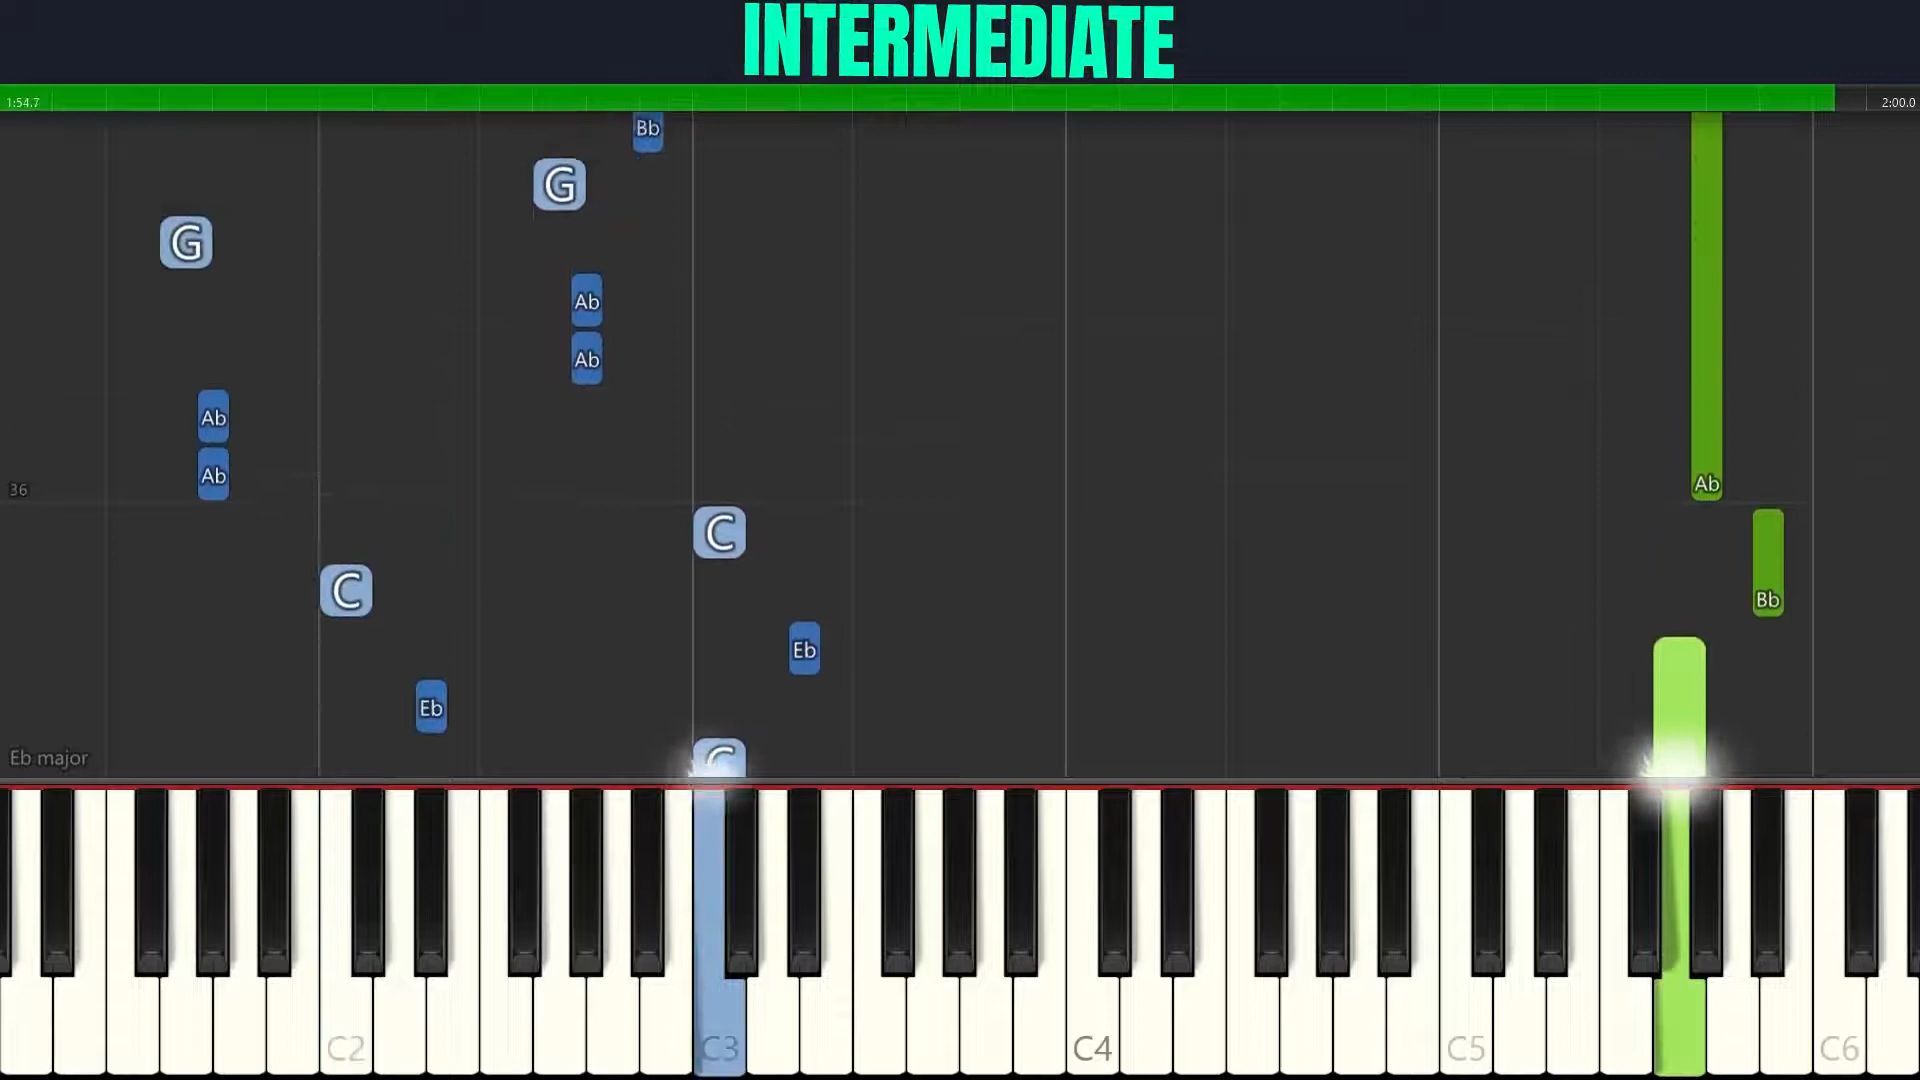 INTERMEDIATE
1:54.7
2:00.0
Bb
G
G
Ab
Ab
Ab
Ab
36
Ab
C
C
Bb
Eb
Eb
Eb major
C
C2
C3
C4
C5
C6